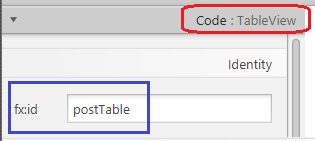 Code : TableView
Identity
fx:id postTable